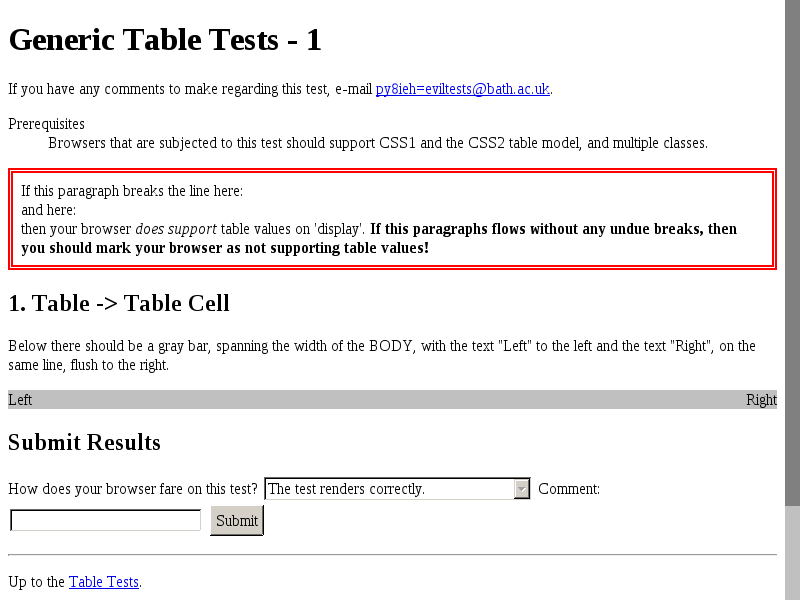 Generic Table Tests - 1
If you have any comments to make regarding this test, e-mail py8ieh=eviltests@bath.ac.uk.
Prerequisites
Browsers that are subjected to this test should support CSS1 and the CSS2 table model, and multiple classes.
If this paragraph breaks the line here:
and here:
then your browser does support table values on 'display'. If this paragraphs flows without any undue breaks, then
you should mark your browser as not supporting table values!
1. Table -> Table Cell
Below there should be a gray bar, spanning the width of the BODY, with the text "Left" to the left and the text "Right", on the
same line, flush to the right.
Left Right
Submit Results
How does your browser fare on this test? The test renders correctly. Comment:
Submit
Up to the Table Tests.